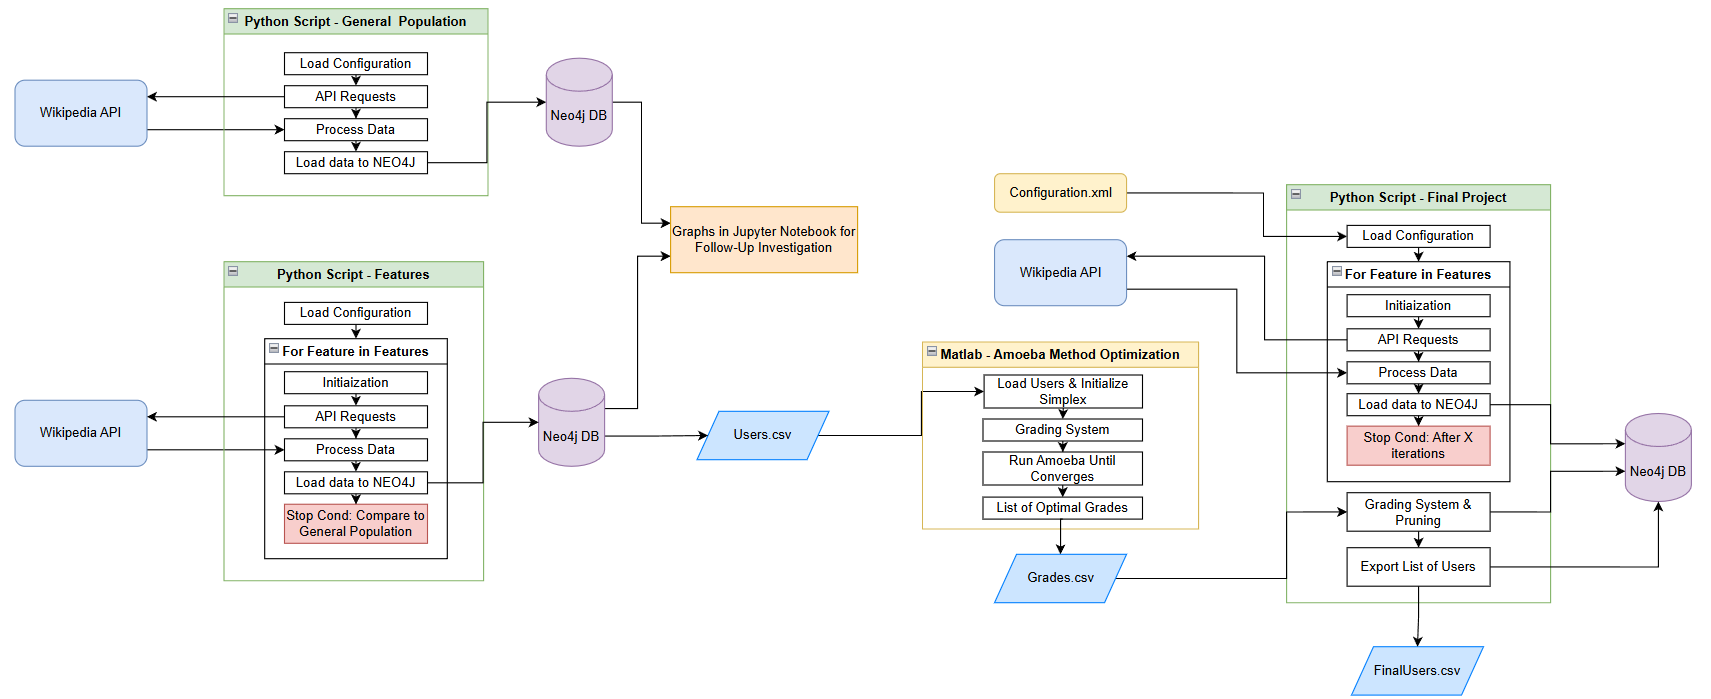 Python Script - General  Population
Load Configuration
API Requests
Process Data
Load data to NEO4J
Wikipedia API
Neo4j DB
Graphs in Jupyter Notebook for
Follow-Up Investigation
Python Script - Features
Load Configuration
For Feature in Features
Initiaization
API Requests
Process Data
Load data to NEO4J
Stop Cond: Compare to
General Population
Wikipedia API
Neo4j DB
Users.csv
Matlab - Amoeba Method Optimization
Load Users & Initialize
Simplex
Grading System
Run Amoeba Until
Converges
List of Optimal Grades
Grades.csv
Configuration.xml
Wikipedia API
Python Script - Final Project
Load Configuration
For Feature in Features
Initiaization
API Requests
Process Data
Load data to NEO4J
Stop Cond: After X
iterations
Grading System &
Pruning
Export List of Users
Neo4j DB
FinalUsers.csv